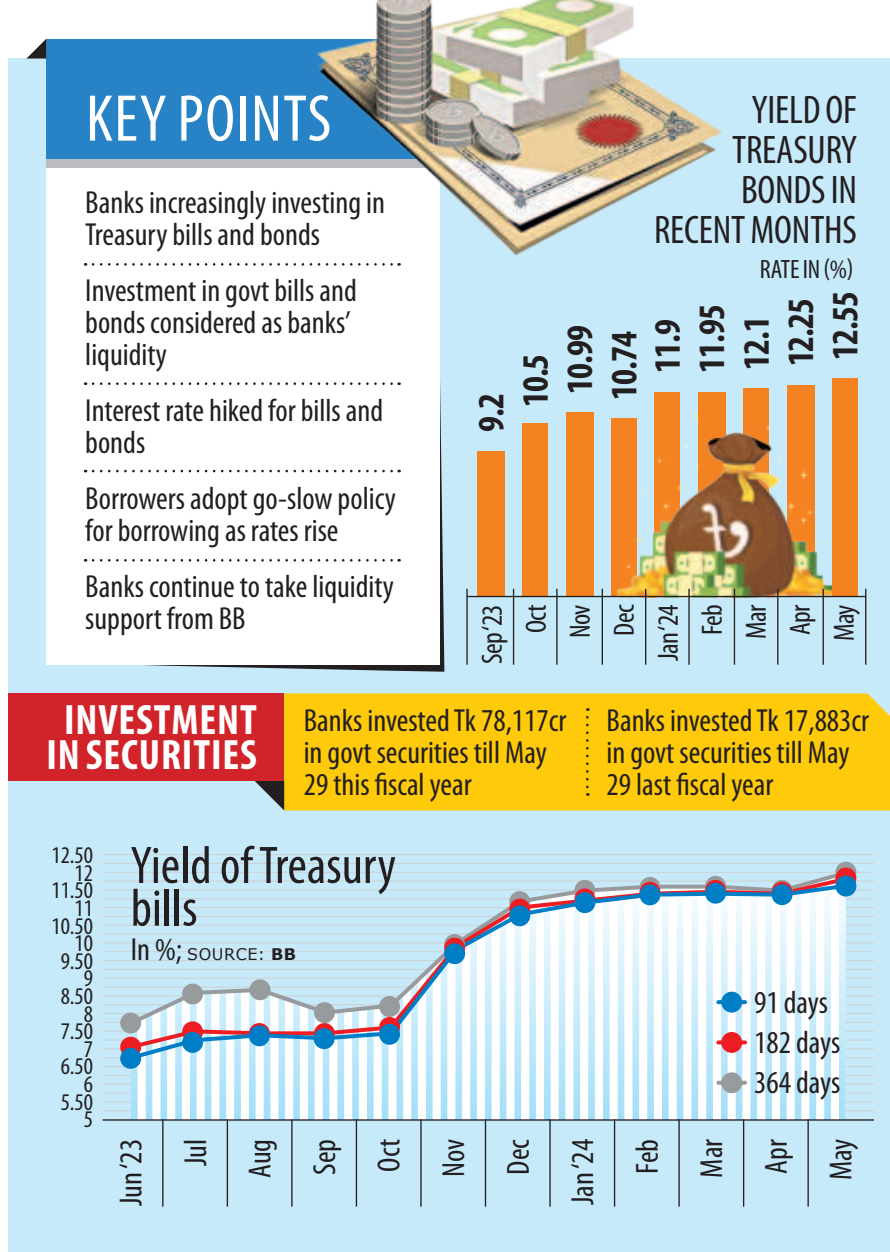 KEY POINTS
Banks increasingly investing in
Treasury bills and bonds
Investment in govt bills and
bonds considered as banks’
liquidity
Interest rate hiked for bills and
bonds
Borrowers adopt go-slow policy
for borrowing as rates rise
Banks continue to take liquidity
support from BB
YIELD OF
TREASURY
BONDS IN
RECENT MONTHS
RATE IN (%)
9.2
10.5
10.99
10.74
11.9
11.95
12.1
12.25
12.55
৳
Sep’23
Oct
Nov
Dec
Jan’24
Feb
Mar
Apr
May
INVESTMENT
IN SECURITIES
Banks invested Tk 78,117cr
in govt securities till May
29 this fiscal year
Banks invested Tk 17,883cr
in govt securities till May
29 last fiscal year
Yield of Treasury
bills
In %; SOURCE: BB
12.50
12
11.50
11
10.50
10
9.50
9
8.50
8
7.50
7
6.50
6
5.50
5
91 days
182 days
364 days
Jun ’23
Jul
Aug
Sep
Oct
Nov
Dec
Jan ’24
Feb
Mar
Apr
May